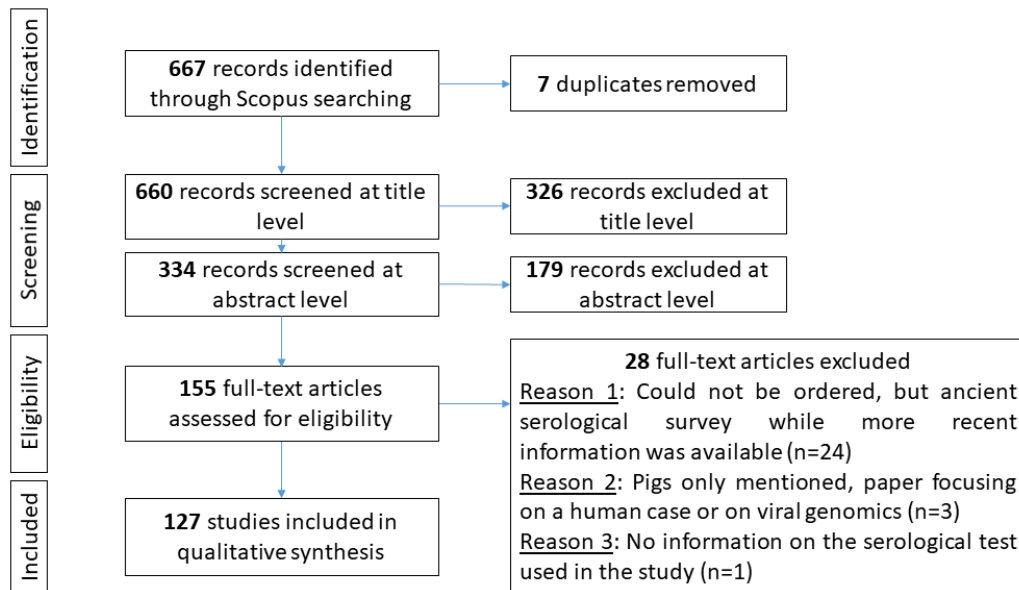 Identification
667 records identified
through Scopus searching
7 duplicates removed
Screening
660 records screened at title
level
326 records excluded at
title level
334 records screened at
abstract level
179 records excluded at
abstract level
Eligibility
155 full-text articles
assessed for eligibility
28 full-text articles excluded
Reason 1: Could not be ordered, but ancient
serological survey while more recent
information was available (n=24)
Reason 2: Pigs only mentioned, paper focusing
on a human case or on viral genomics (n=3)
Reason 3: No information on the serological test
used in the study (n=1)
Included
127 studies included in
qualitative synthesis